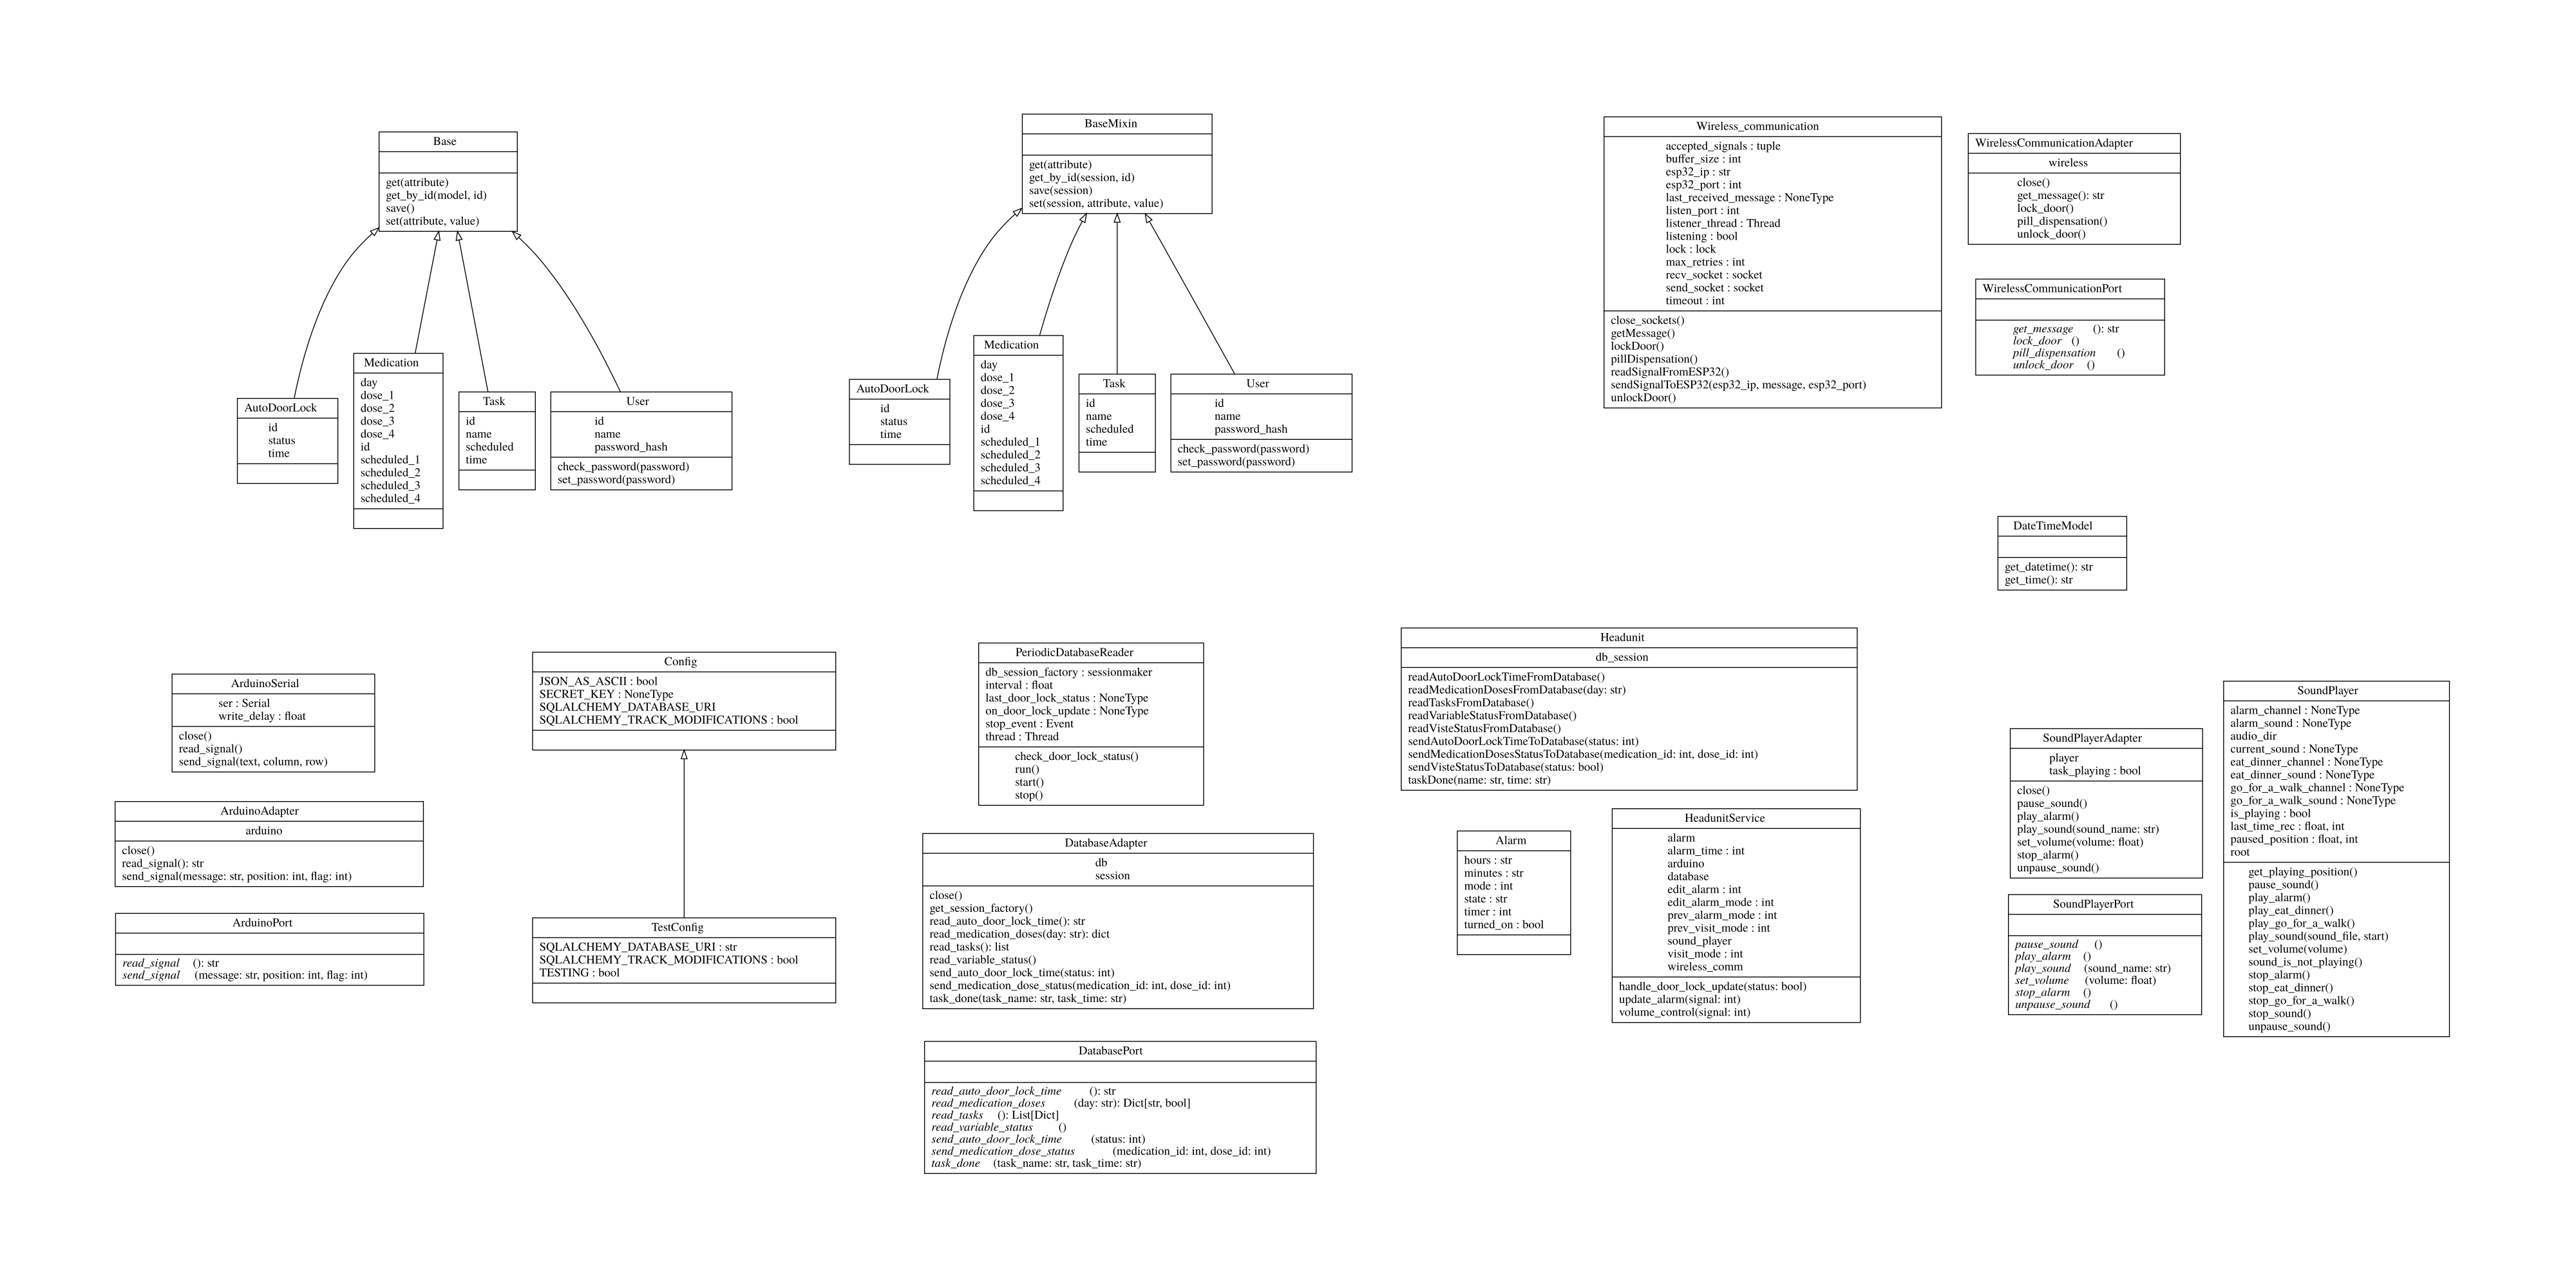 Base
get(attribute)
get_by_id(model, id)
save()
set(attribute, value)
AutoDoorLock
id
status
time
Medication
day
dose_1
dose_2
dose_3
dose_4
id
scheduled_1
scheduled_2
scheduled_3
scheduled_4
Task
id
name
scheduled
time
User
id
name
password_hash
check_password(password)
set_password(password)
BaseMixin
get(attribute)
get_by_id(session, id)
save(session)
set(session, attribute, value)
AutoDoorLock
id
status
time
Medication
day
dose_1
dose_2
dose_3
dose_4
id
scheduled_1
scheduled_2
scheduled_3
scheduled_4
Task
id
name
scheduled
time
User
id
name
password_hash
check_password(password)
set_password(password)
Wireless_communication
accepted_signals : tuple
buffer_size : int
esp32_ip : str
esp32_port : int
last_received_message : NoneType
listen_port : int
listener_thread : Thread
listening : bool
lock : lock
max_retries : int
recv_socket : socket
send_socket : socket
timeout : int
close_sockets()
getMessage()
lockDoor()
pillDispensation()
readSignalFromESP32()
sendSignalToESP32(esp32_ip, message, esp32_port)
unlockDoor()
WirelessCommunicationAdapter
wireless
close()
get_message(): str
lock_door()
pill_dispensation()
unlock_door()
WirelessCommunicationPort
get_message (): str
lock_door ()
pill_dispensation ()
unlock_door ()
DateTimeModel
get_datetime(): str
get_time(): str
ArduinoSerial
ser : Serial
write_delay : float
close()
read_signal()
send_signal(text, column, row)
ArduinoAdapter
arduino
close()
read_signal(): str
send_signal(message: str, position: int, flag: int)
ArduinoPort
read_signal (): str
send_signal (message: str, position: int, flag: int)
Config
JSON_AS_ASCII : bool
SECRET_KEY : NoneType
SQLALCHEMY_DATABASE_URI
SQLALCHEMY_TRACK_MODIFICATIONS : bool
TestConfig
SQLALCHEMY_DATABASE_URI : str
SQLALCHEMY_TRACK_MODIFICATIONS : bool
TESTING : bool
PeriodicDatabaseReader
db_session_factory : sessionmaker
interval : float
last_door_lock_status : NoneType
on_door_lock_update : NoneType
stop_event : Event
thread : Thread
check_door_lock_status()
run()
start()
stop()
DatabaseAdapter
db
session
close()
get_session_factory()
read_auto_door_lock_time(): str
read_medication_doses(day: str): dict
read_tasks(): list
read_variable_status()
send_auto_door_lock_time(status: int)
send_medication_dose_status(medication_id: int, dose_id: int)
task_done(task_name: str, task_time: str)
DatabasePort
read_auto_door_lock_time (): str
read_medication_doses (day: str): Dict[str, bool]
read_tasks (): List[Dict]
read_variable_status ()
send_auto_door_lock_time (status: int)
send_medication_dose_status (medication_id: int, dose_id: int)
task_done (task_name: str, task_time: str)
Headunit
db_session
readAutoDoorLockTimeFromDatabase()
readMedicationDosesFromDatabase(day: str)
readTasksFromDatabase()
readVariableStatusFromDatabase()
readVisteStatusFromDatabase()
sendAutoDoorLockTimeToDatabase(status: int)
sendMedicationDosesStatusToDatabase(medication_id: int, dose_id: int)
sendVisteStatusToDatabase(status: bool)
taskDone(name: str, time: str)
Alarm
hours : str
minutes : str
mode : int
state : str
timer : int
turned_on : bool
HeadunitService
alarm
alarm_time : int
arduino
database
edit_alarm : int
edit_alarm_mode : int
prev_alarm_mode : int
prev_visit_mode : int
sound_player
visit_mode : int
wireless_comm
handle_door_lock_update(status: bool)
update_alarm(signal: int)
volume_control(signal: int)
SoundPlayerAdapter
player
task_playing : bool
close()
pause_sound()
play_alarm()
play_sound(sound_name: str)
set_volume(volume: float)
stop_alarm()
unpause_sound()
SoundPlayerPort
pause_sound ()
play_alarm ()
play_sound (sound_name: str)
set_volume (volume: float)
stop_alarm ()
unpause_sound ()
SoundPlayer
alarm_channel : NoneType
alarm_sound : NoneType
audio_dir
current_sound : NoneType
eat_dinner_channel : NoneType
eat_dinner_sound : NoneType
go_for_a_walk_channel : NoneType
go_for_a_walk_sound : NoneType
is_playing : bool
last_time_rec : float, int
paused_position : float, int
root
get_playing_position()
pause_sound()
play_alarm()
play_eat_dinner()
play_go_for_a_walk()
play_sound(sound_file, start)
set_volume(volume)
sound_is_not_playing()
stop_alarm()
stop_eat_dinner()
stop_go_for_a_walk()
stop_sound()
unpause_sound()